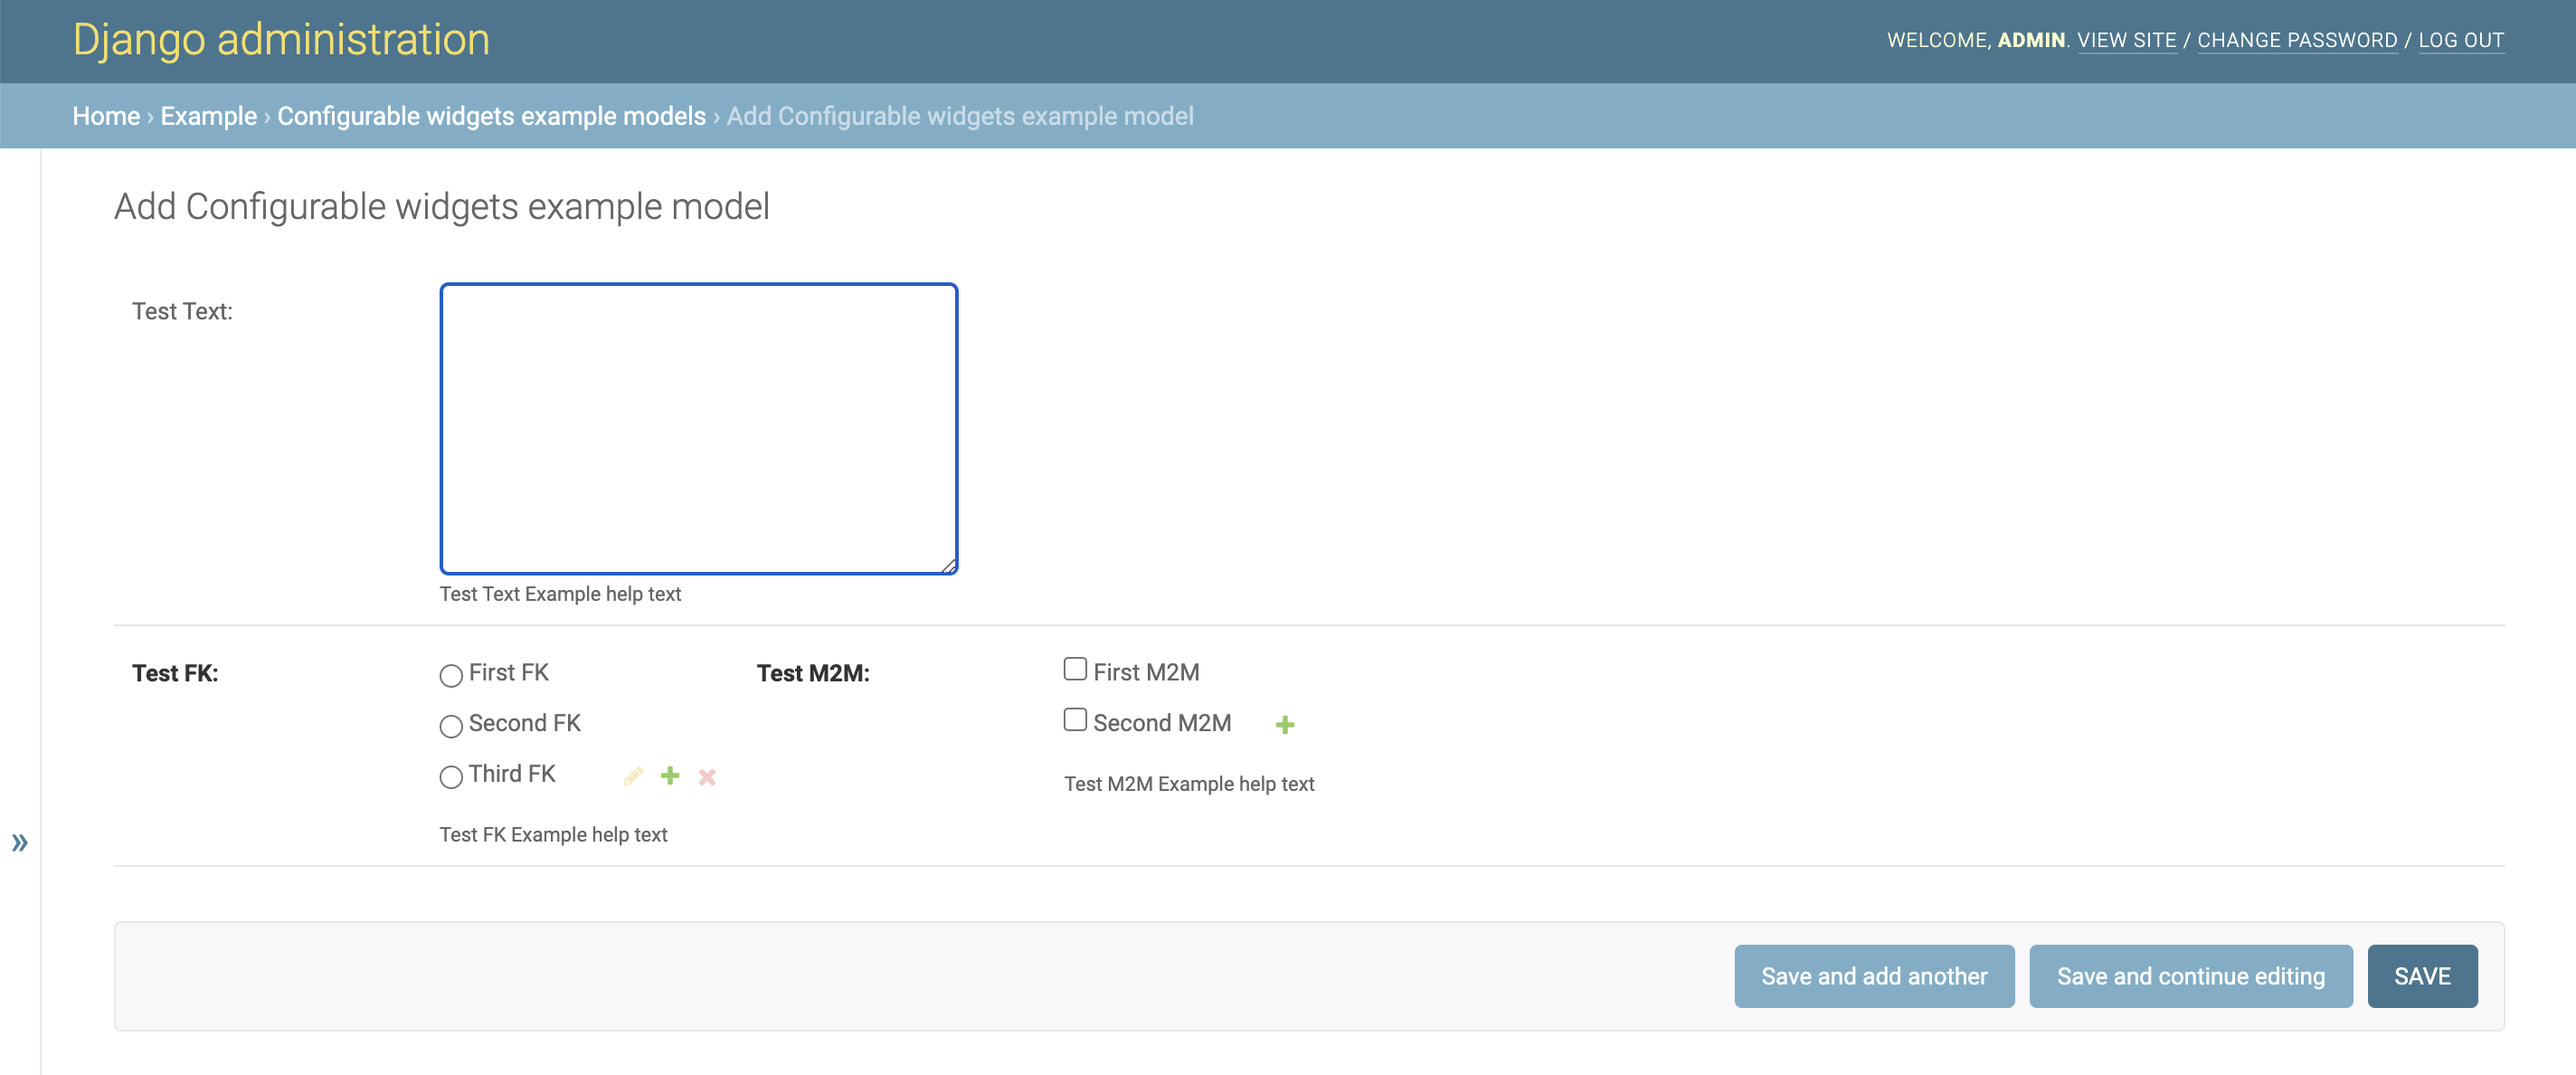 Django administration
WELCOME, ADMIN. VIEW SITE / CHANGE PASSWORD / LOG OUT
Home › Example › Configurable widgets example models › Add Configurable widgets example model
Add Configurable widgets example model
Test Text:
Test Text Example help text
Test FK:
First FK
Second FK
Third FK
Test FK Example help text
Test M2M:
First M2M
Second M2M
Test M2M Example help text
»
Save and add another
Save and continue editing
SAVE